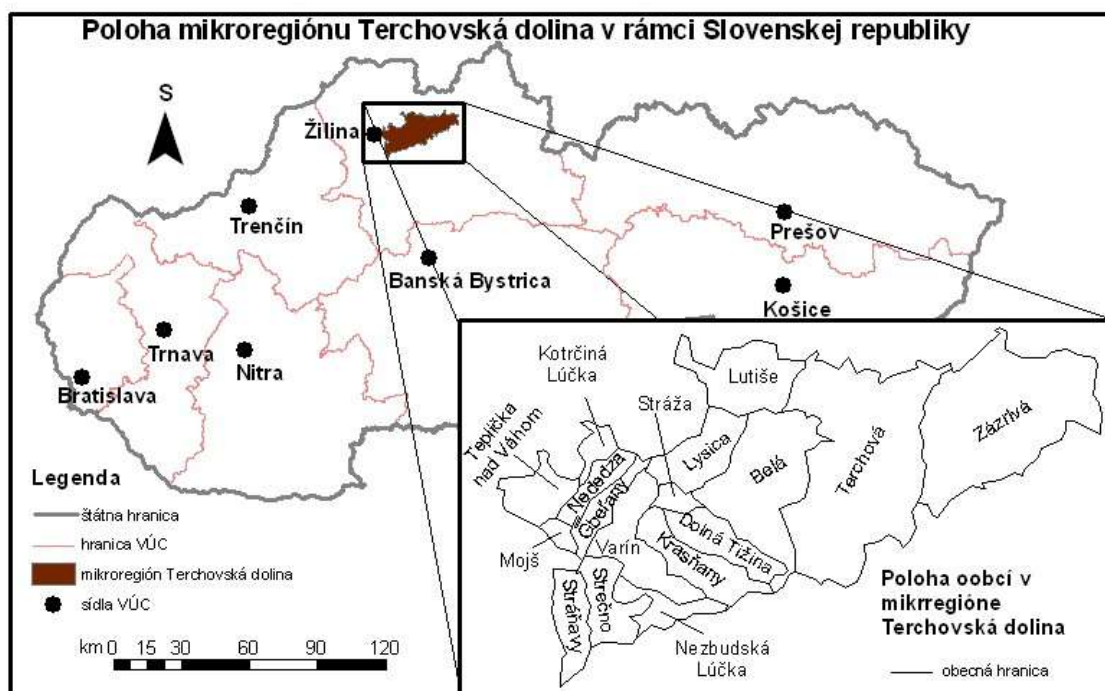 Poloha mikroregiónu Terchovská dolina v rámci Slovenskej republiky
S
Žilina
Trenčín
Prešov
Banská Bystrica
Košice
Trnava
Nitra
Bratislava
Legenda
štátna hranica
hranica VÚC
mikroregión Terchovská dolina
sídla VÚC
km 0 15 30 60 90 120
Kotrčiná
Lúčka
Lutiše
Stráža
Zázrivá
Teplička
nad Váhom
Lysica
Belá
Terchová
Nededza
Gbeľany
Dolná Tižina
Mojš
Varín
Krasňany
Stráňavy
Strečno
Nezbudská
Lúčka
Poloha oobcí v
mikrregióne
Terchovská dolina
obecná hranica